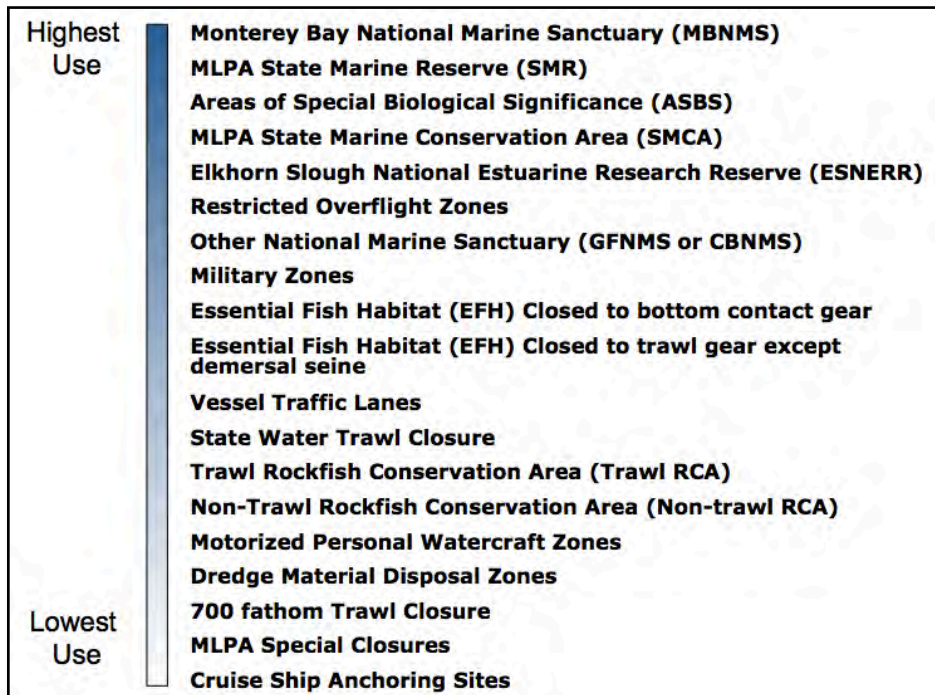 Highest
Use
Monterey Bay National Marine Sanctuary (MBNMS)
MLPA State Marine Reserve (SMR)
Areas of Special Biological Significance (ASBS)
MLPA State Marine Conservation Area (SMCA)
Elkhorn Slough National Estuarine Research Reserve (ESNERR)
Restricted Overflight Zones
Other National Marine Sanctuary (GFNMS or CBNMS)
Military Zones
Essential Fish Habitat (EFH) Closed to bottom contact gear
Essential Fish Habitat (EFH) Closed to trawl gear except
demersal seine
Vessel Traffic Lanes
State Water Trawl Closure
Trawl Rockfish Conservation Area (Trawl RCA)
Non-Trawl Rockfish Conservation Area (Non-trawl RCA)
Motorized Personal Watercraft Zones
Dredge Material Disposal Zones
700 fathom Trawl Closure
MLPA Special Closures
Cruise Ship Anchoring Sites
Lowest
Use